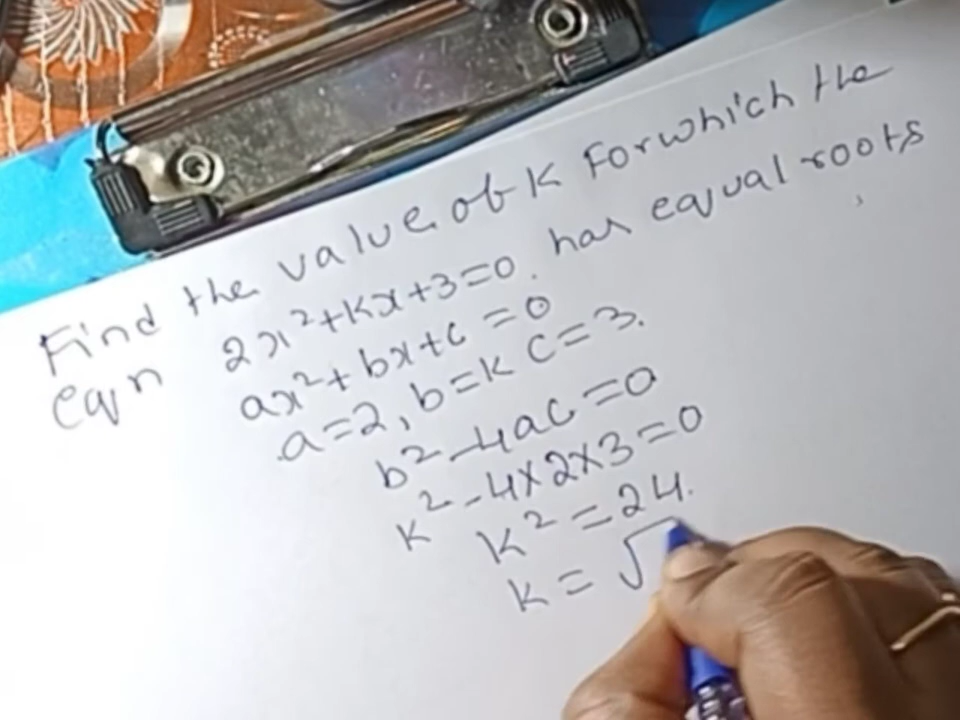 Find the value of K For which the
eqn 2x²+Kx+3=0. has equal roots
ax²+bx+c=0
a=2, b=K C=3.
b²-4ac=0
K²-4×2×3=0
K²=24.
K=√